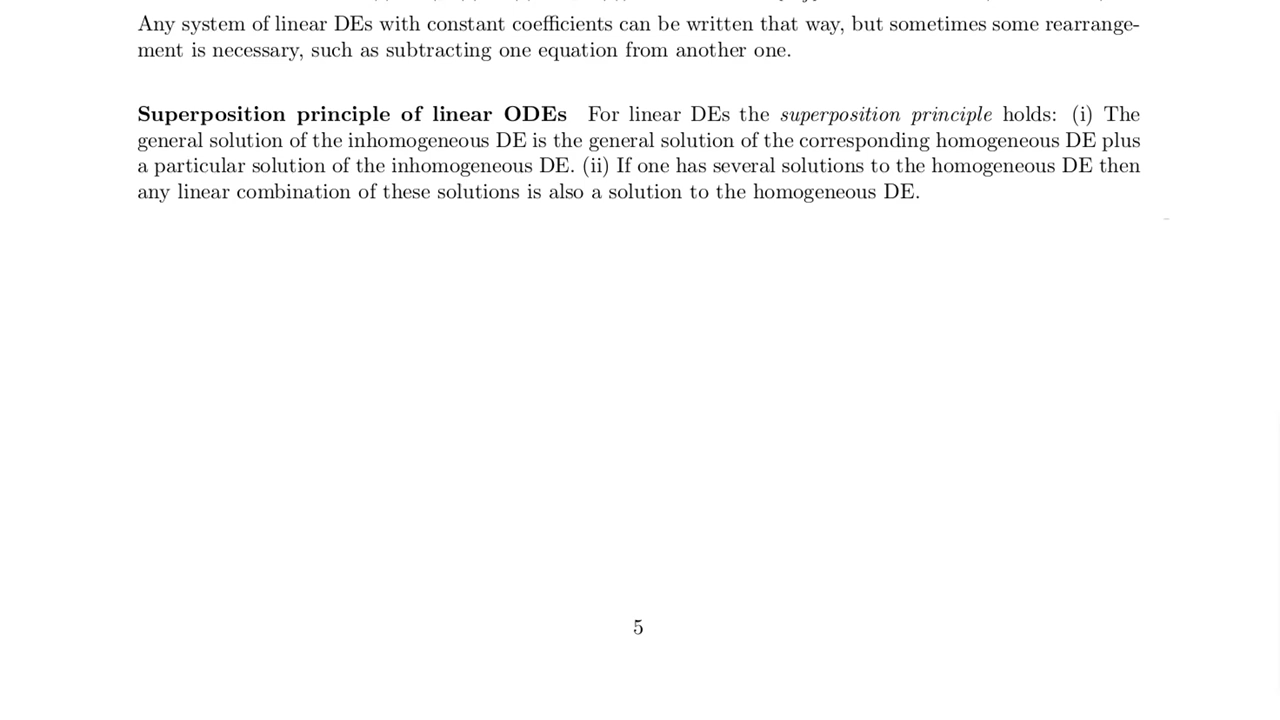 Any system of linear DEs with constant coefficients can be written that way, but sometimes some rearrange-
ment is necessary, such as subtracting one equation from another one.
Superposition principle of linear ODEs For linear DEs the superposition principle holds: (i) The
general solution of the inhomogeneous DE is the general solution of the corresponding homogeneous DE plus
a particular solution of the inhomogeneous DE. (ii) If one has several solutions to the homogeneous DE then
any linear combination of these solutions is also a solution to the homogeneous DE.
5